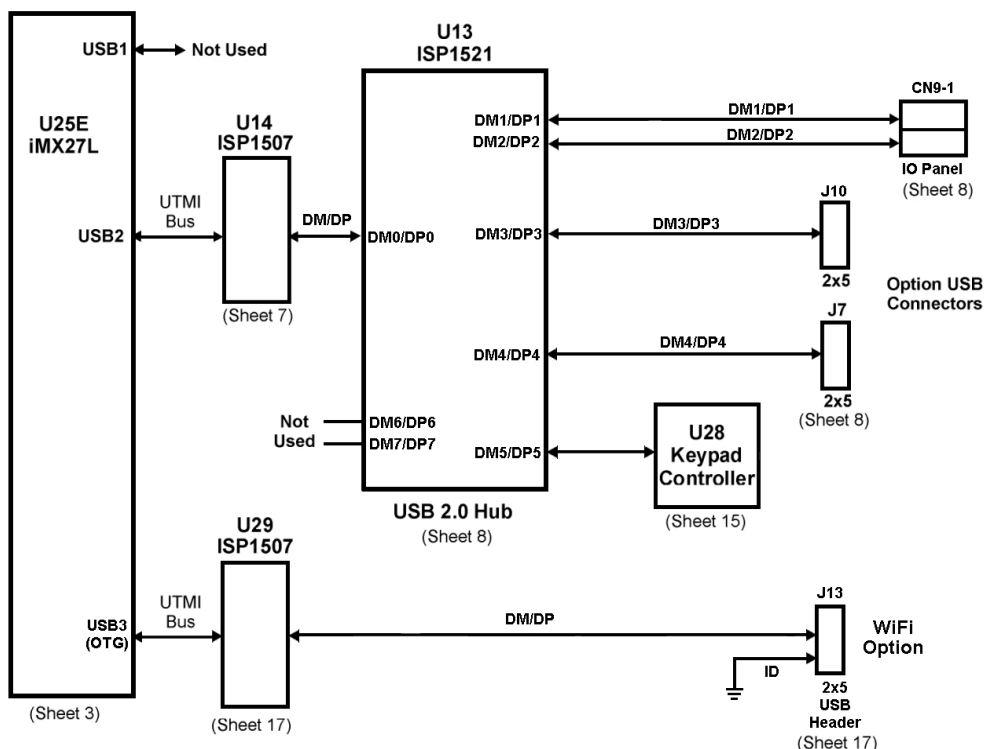 USB1
Not Used
U25E
iMX27L
U14
ISP1507
UTMI
Bus
USB2
DM/DP
(Sheet 7)
U13
ISP1521
DM1/DP1
DM2/DP2
DM0/DP0
DM3/DP3
DM4/DP4
Not
Used
DM6/DP6
DM7/DP7
DM5/DP5
USB 2.0 Hub
(Sheet 8)
DM1/DP1
DM2/DP2
CN9-1
IO Panel
(Sheet 8)
DM3/DP3
J10
2x5
Option USB
Connectors
DM4/DP4
J7
2x5
(Sheet 8)
U28
Keypad
Controller
(Sheet 15)
U29
ISP1507
USB3
(OTG)
UTMI
Bus
DM/DP
(Sheet 3)
(Sheet 17)
J13
WiFi
Option
ID
2x5
USB
Header
(Sheet 17)